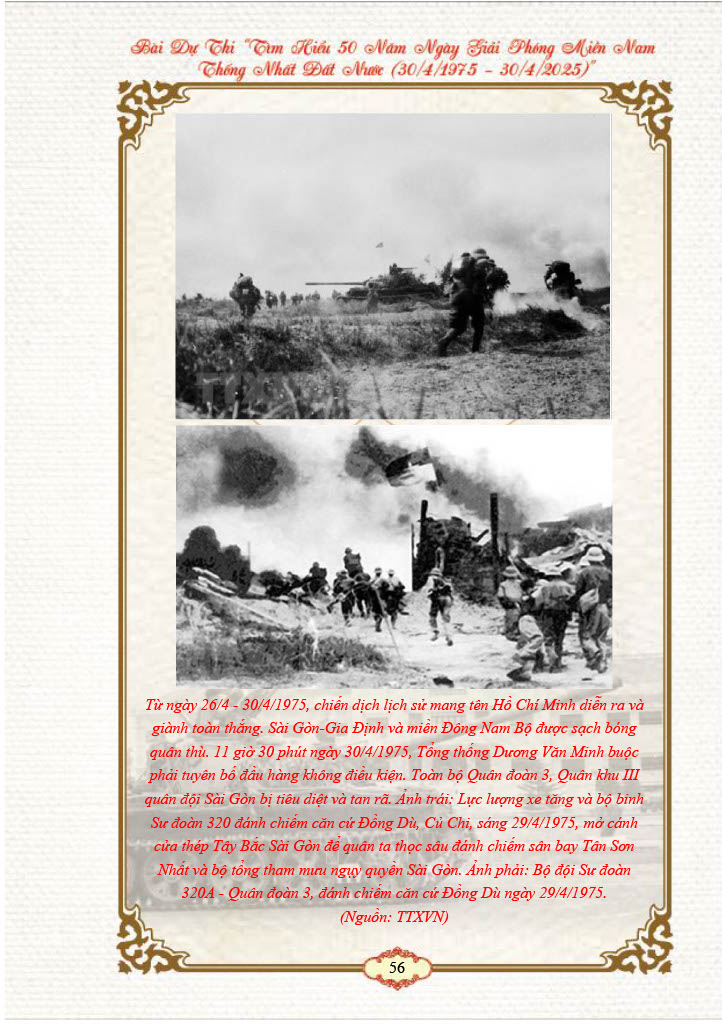 Bài Dự Thi “Tìm Hiểu 50 Năm Ngày Giải Phóng Miền Nam
Thống Nhất Đất Nước (30/4/1975 – 30/4/2025)”
TTXVN
Từ ngày 26/4 - 30/4/1975, chiến dịch lịch sử mang tên Hồ Chí Minh diễn ra và
giành toàn thắng. Sài Gòn-Gia Định và miền Đông Nam Bộ được sạch bóng
quân thù. 11 giờ 30 phút ngày 30/4/1975, Tổng thống Dương Văn Minh buộc
phải tuyên bố đầu hàng không điều kiện. Toàn bộ Quân đoàn 3, Quân khu III
quân đội Sài Gòn bị tiêu diệt và tan rã. Ảnh trái: Lực lượng xe tăng và bộ binh
Sư đoàn 320 đánh chiếm căn cứ Đồng Dù, Củ Chi, sáng 29/4/1975, mở cánh
cửa thép Tây Bắc Sài Gòn để quân ta thọc sâu đánh chiếm sân bay Tân Sơn
Nhất và bộ tổng tham mưu ngụy quyền Sài Gòn. Ảnh phải: Bộ đội Sư đoàn
320A - Quân đoàn 3, đánh chiếm căn cứ Đồng Dù ngày 29/4/1975.
(Nguồn: TTXVN)
56